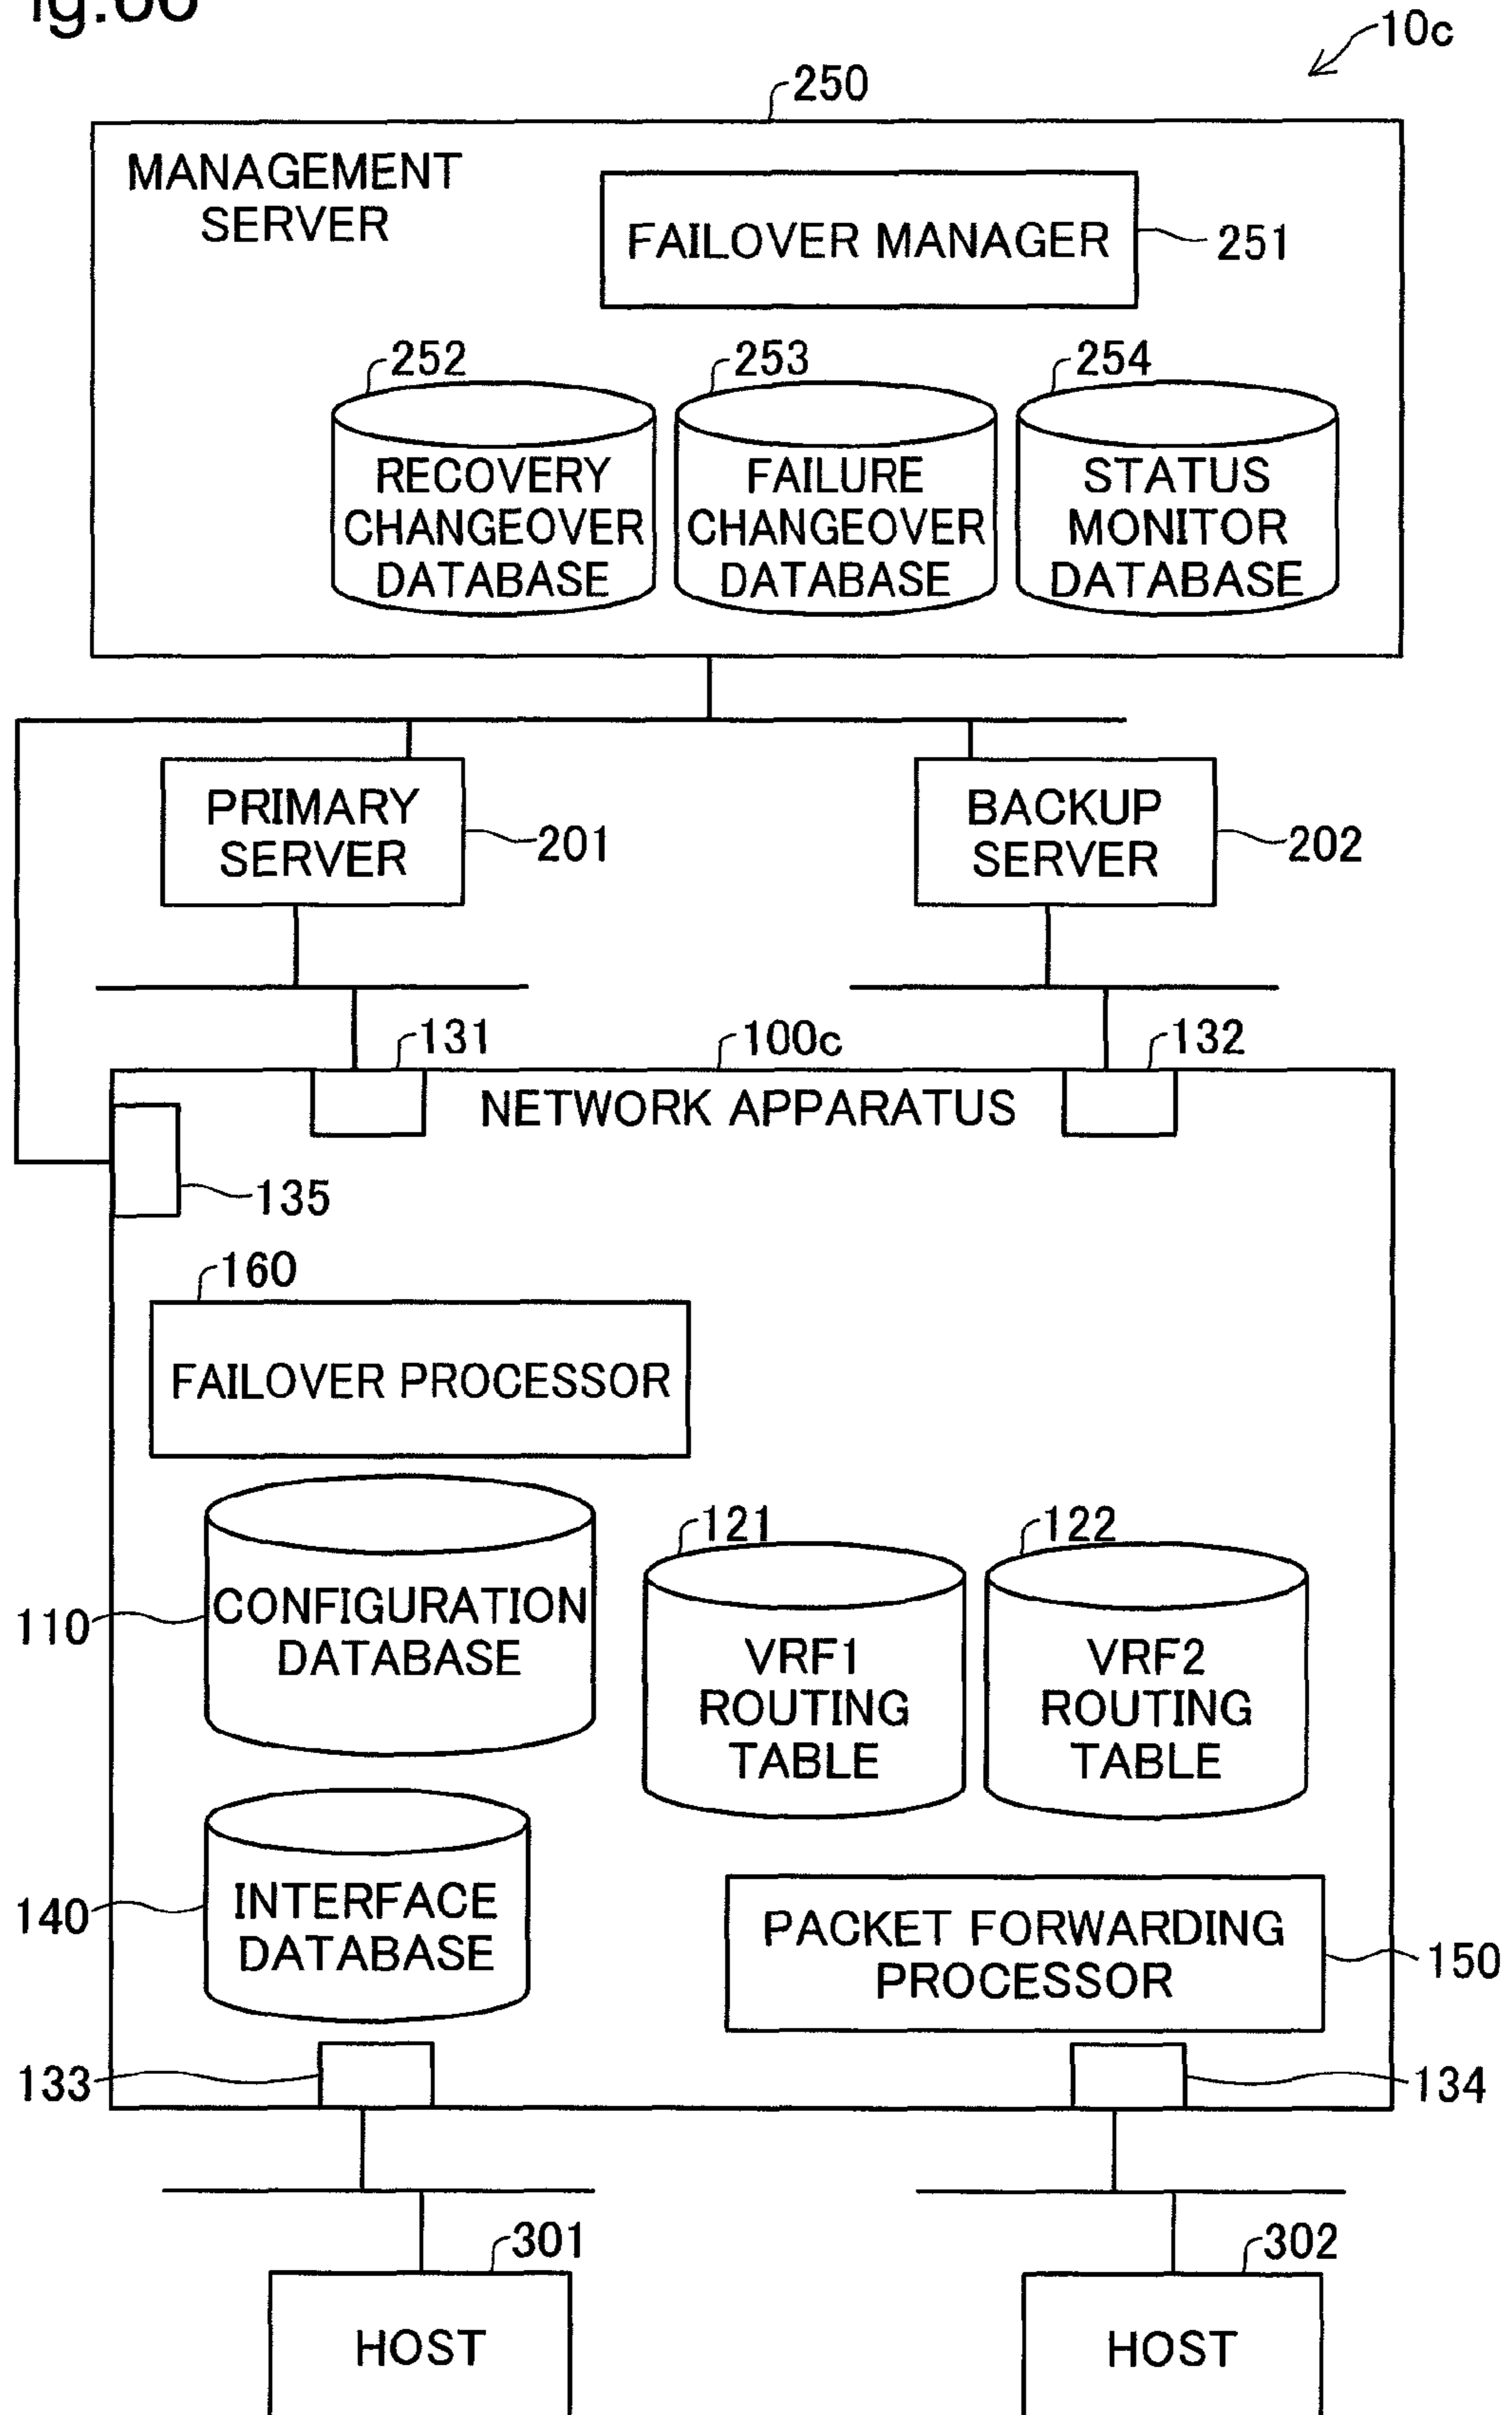 10c
250
MANAGEMENT
SERVER
FAILOVER MANAGER
251
252
253
254
RECOVERY
CHANGEOVER
DATABASE
FAILURE
CHANGEOVER
DATABASE
STATUS
MONITOR
DATABASE
PRIMARY
SERVER
201
BACKUP
SERVER
202
131
100c
132
NETWORK APPARATUS
135
160
FAILOVER PROCESSOR
121
122
110
CONFIGURATION
DATABASE
VRF1
ROUTING
TABLE
VRF2
ROUTING
TABLE
140
INTERFACE
DATABASE
PACKET FORWARDING
PROCESSOR
150
133
134
301
302
HOST
HOST